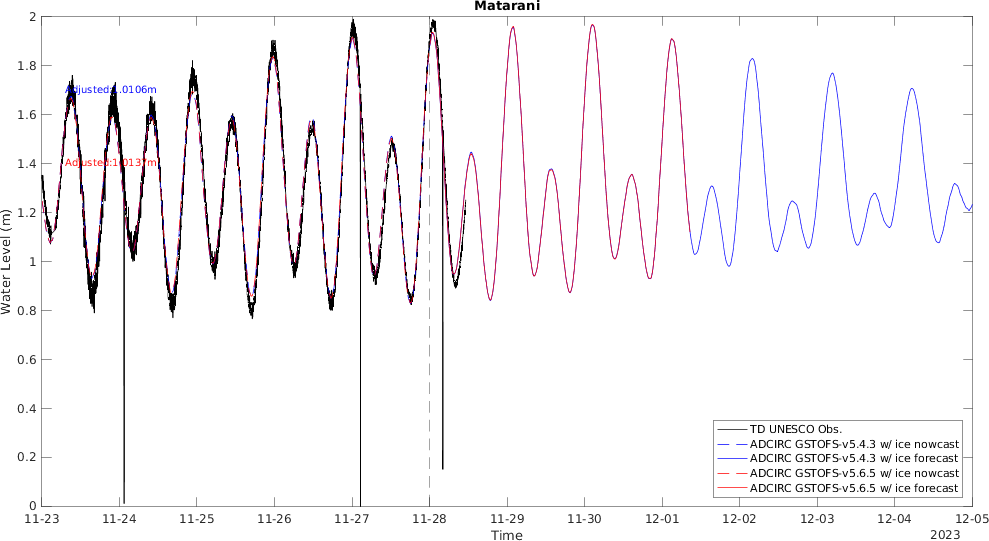 Matarani
Water Level (m)
2
1.8
1.6
1.4
1.2
1
0.8
0.6
0.4
0.2
0
Adjusted:1.0106m
Adjusted:1.0137m
TD UNESCO Obs.
ADCIRC GSTOFS-v5.4.3 w/ ice nowcast
ADCIRC GSTOFS-v5.4.3 w/ ice forecast
ADCIRC GSTOFS-v5.6.5 w/ ice nowcast
ADCIRC GSTOFS-v5.6.5 w/ ice forecast
11-23 11-24 11-25 11-26 11-27 11-28 11-29 11-30 12-01 12-02 12-03 12-04 12-05
Time
2023